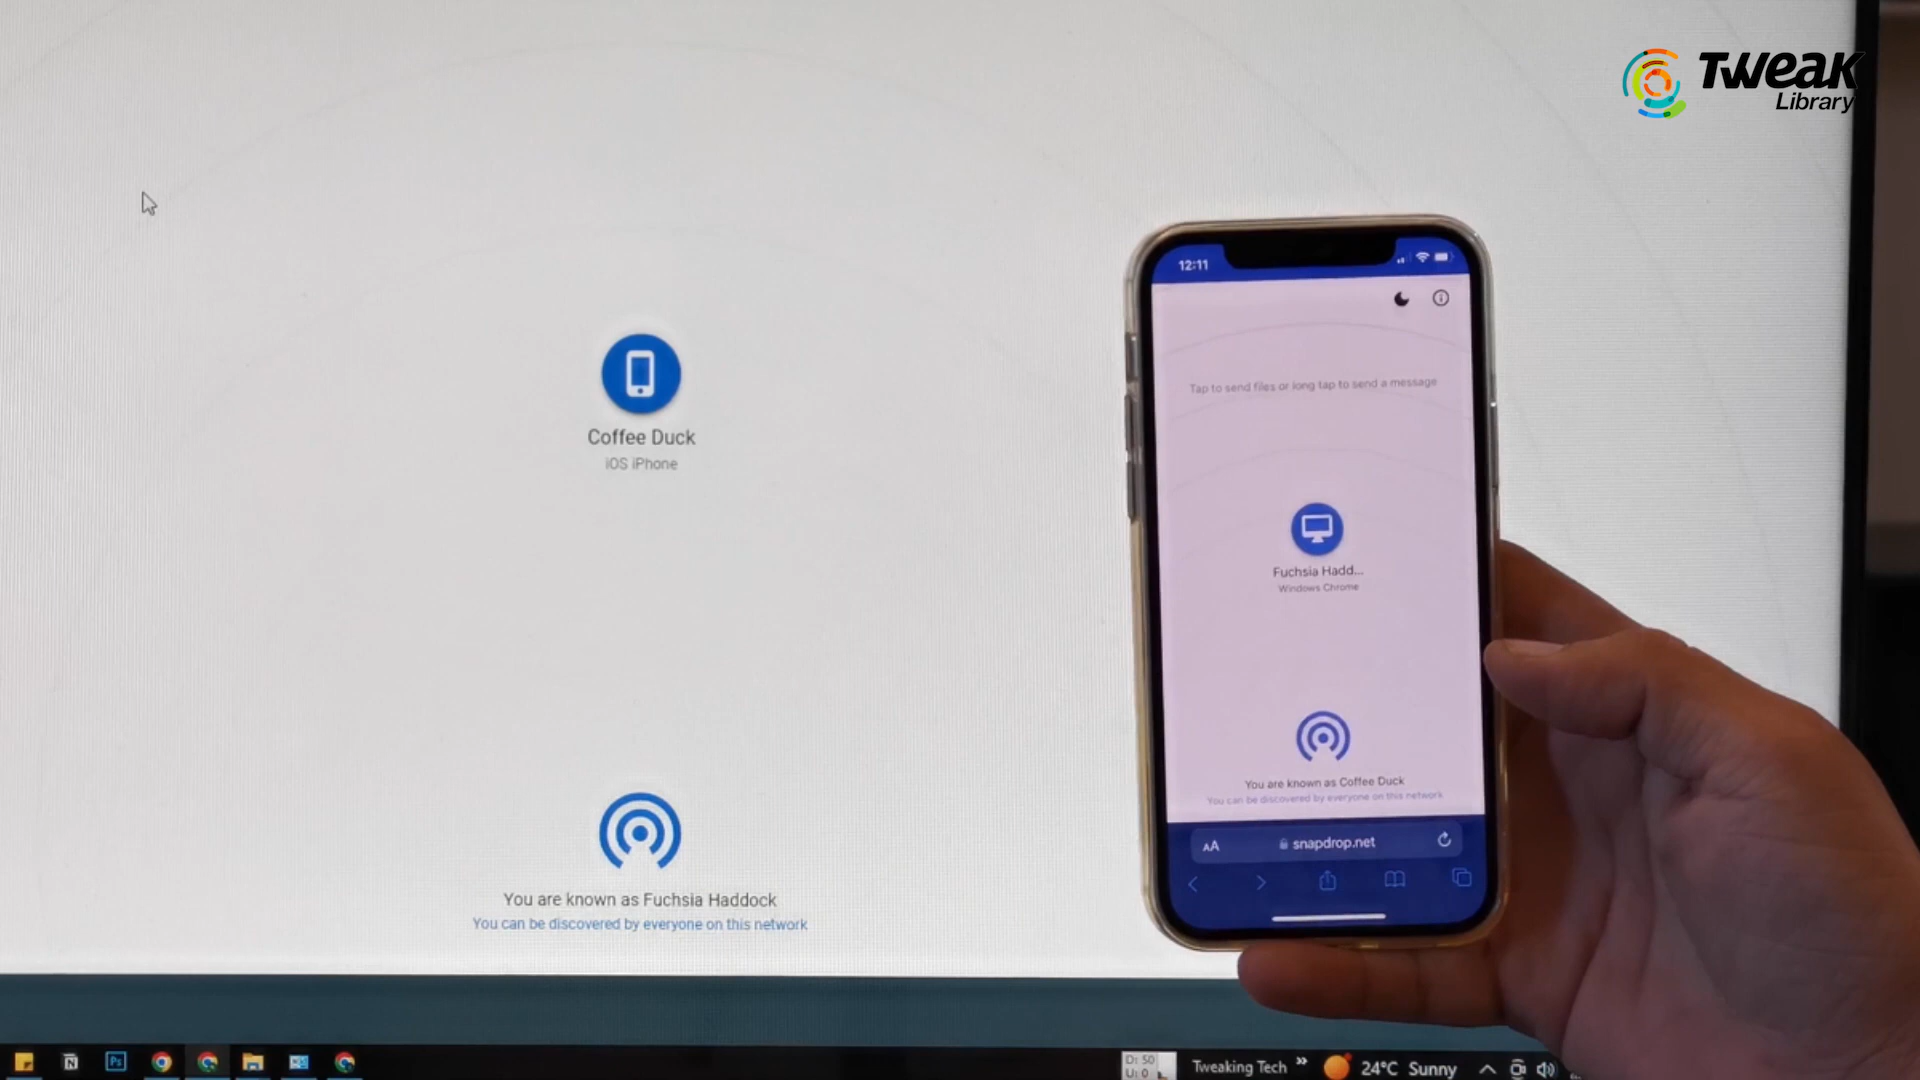 Tweak
Library
Coffee Duck
iOS iPhone
You are known as Fuchsia Haddock
You can be discovered by everyone on this network
12:11
Tap to send files or long tap to send a message
Fuchsia Hadd...
Windows Chrome
You are known as Coffee Duck
You can be discovered by everyone on this network
AA
snapdrop.net
N
Ps
D: 50
U: 0
Tweaking Tech
24°C Sunny